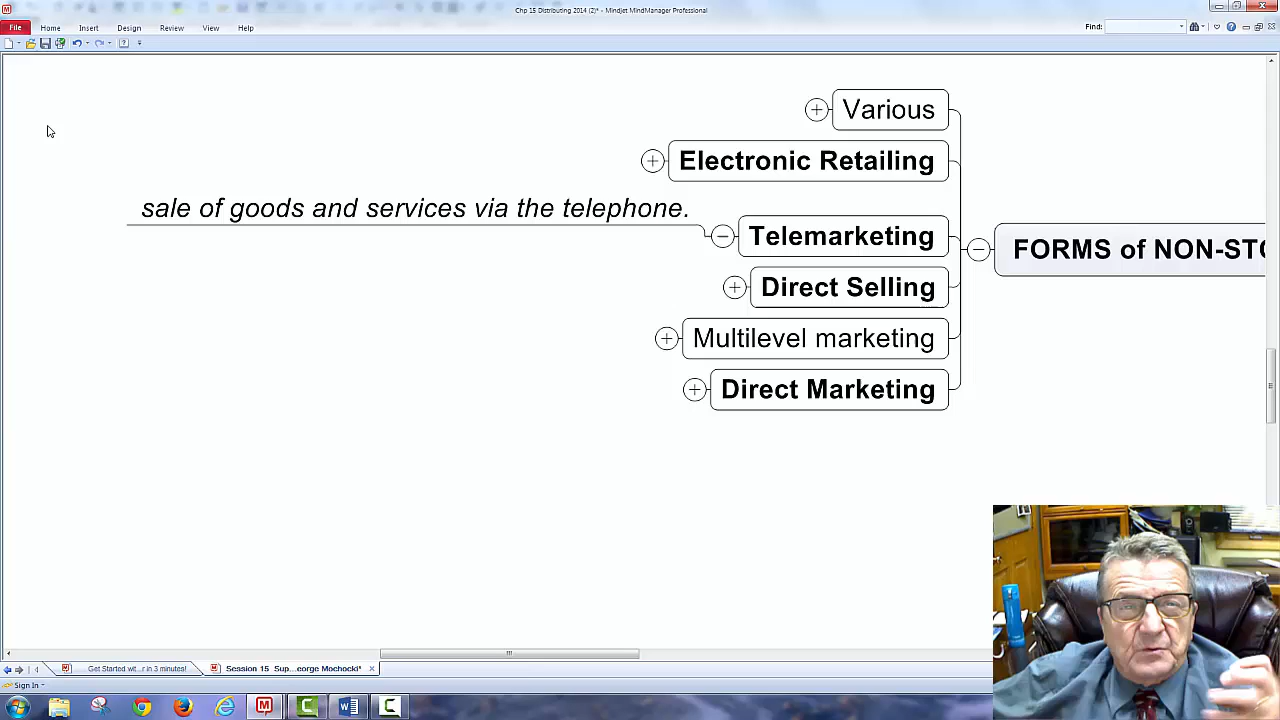 Chp 15 Distributing 2014 (2)* - Mindjet MindManager Professional
File Home Insert Design Review View Help Find:
Various
Electronic Retailing
sale of goods and services via the telephone.
Telemarketing
FORMS of NON-STO
Direct Selling
Multilevel marketing
Direct Marketing
Get Started wit...r in 3 minutes! Session 15 Sup...eorge Mochocki*
Sign In